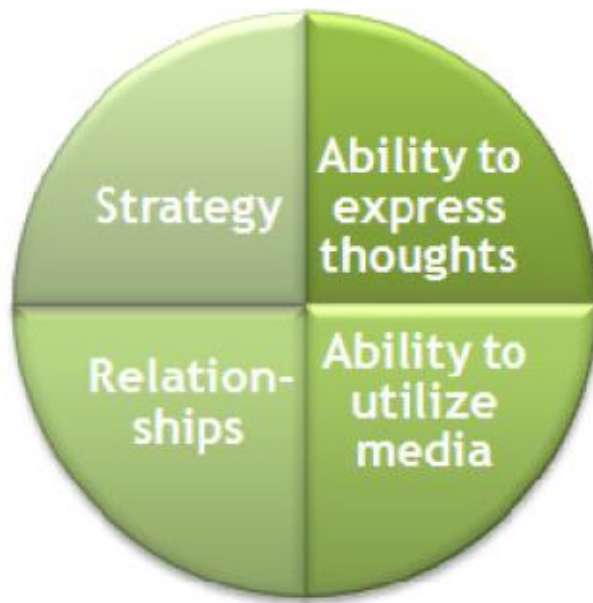 Strategy
Ability to
express
thoughts
Relation-
ships
Ability to
utilize
media